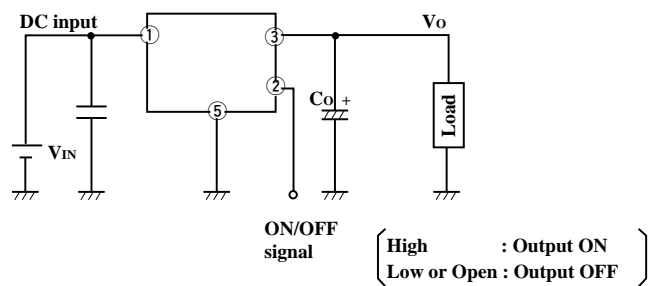 DC input
VO
1
3
2
5
CO +
Load
VIN
ON/OFF
signal
High : Output ON
Low or Open : Output OFF